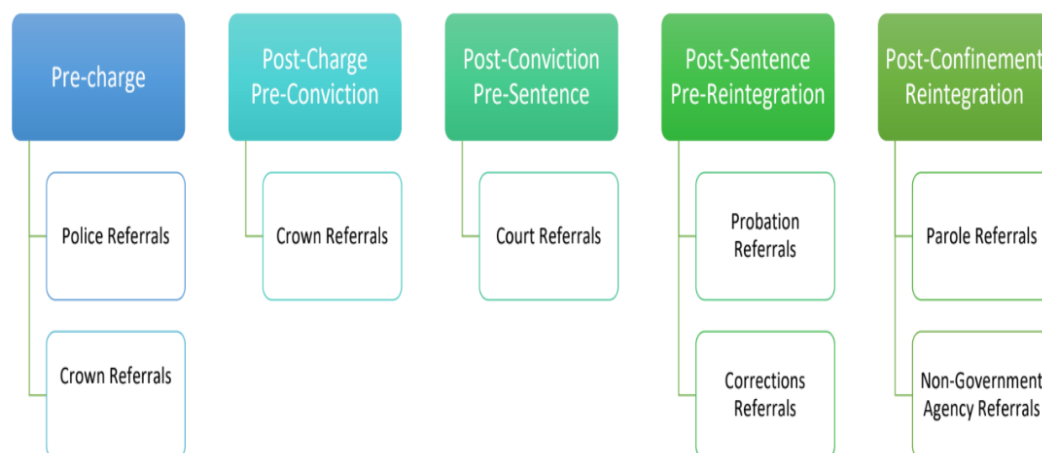 Pre-charge
Post-Charge
Pre-Conviction
Post-Conviction
Pre-Sentence
Post-Sentence
Pre-Reintegration
Post-Confinement
Reintegration
Police Referrals
Crown Referrals
Court Referrals
Probation
Referrals
Parole Referrals
Crown Referrals
Corrections
Referrals
Non-Government
Agency Referrals